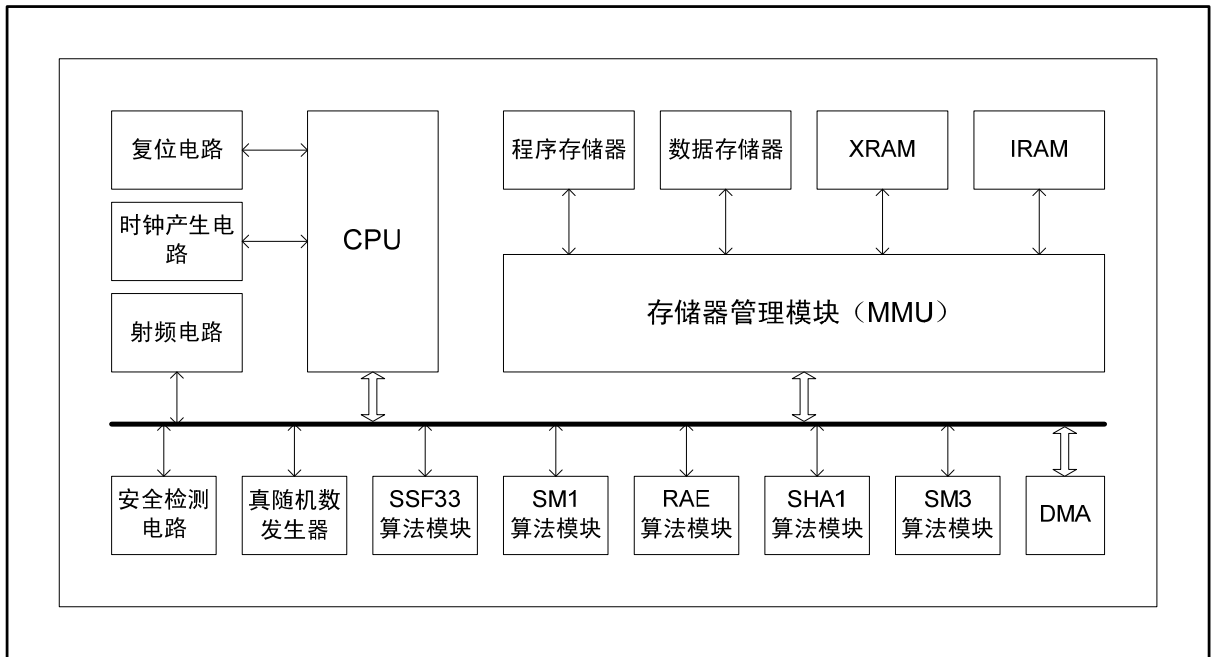 复位电路
时钟产生电
路
射频电路
CPU
程序存储器
数据存储器
XRAM
IRAM
存储器管理模块（MMU）
安全检测
电路
真随机数
发生器
SSF33
算法模块
SM1
算法模块
RAE
算法模块
SHA1
算法模块
SM3
算法模块
DMA